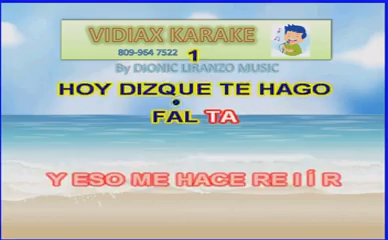 VIDIAX KARAKE
809-964 7522
1
By DIONIC LIRANZO MUSIC
HOY DIZQUE TE HAGO
FAL TA
Y ESO ME HACE RE I Í R